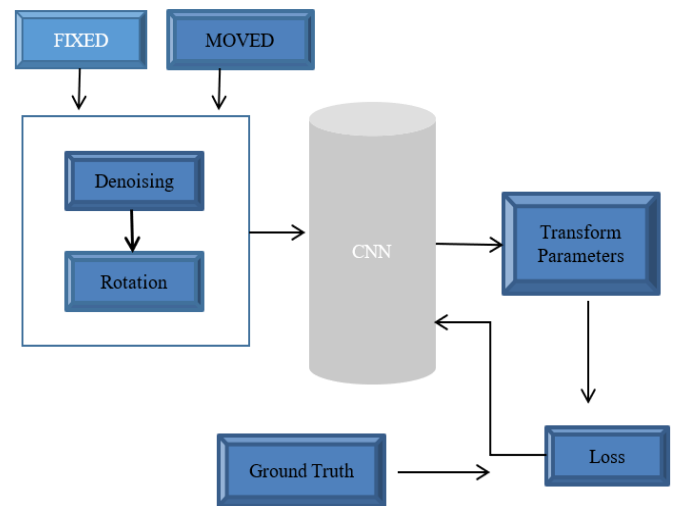 FIXED
MOVED
Denoising
Rotation
CNN
Transform
Parameters
Ground Truth
Loss